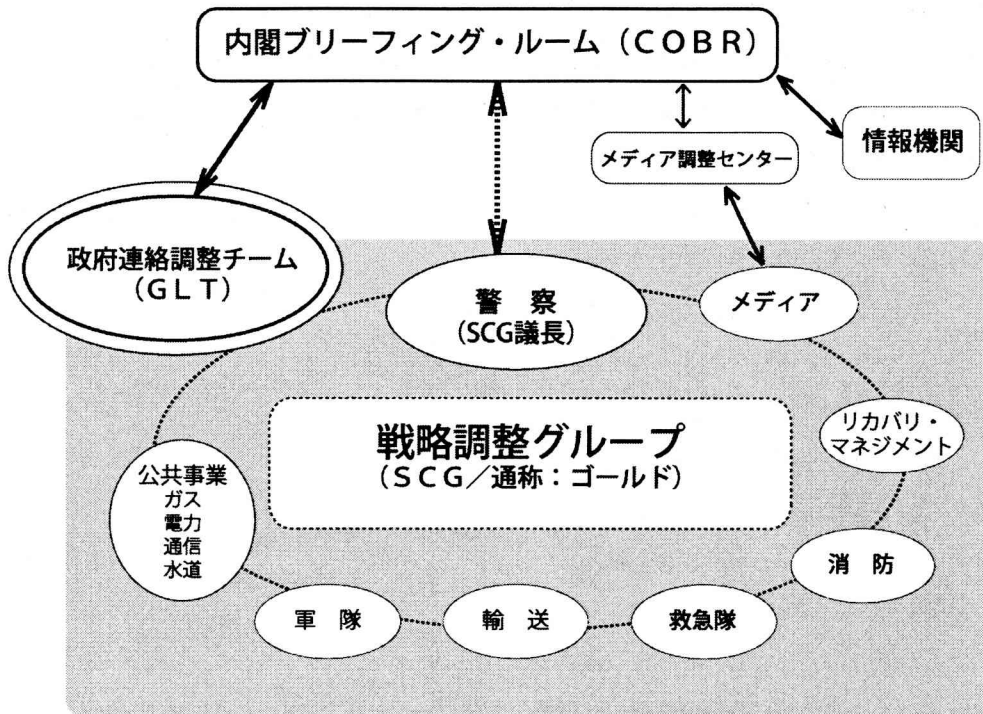 内閣ブリーフィング・ルーム（ＣＯＢＲ）
メディア調整センター
情報機関
政府連絡調整チーム
（ＧＬＴ）
警　察
(SCG議長)
メディア
戦略調整グループ
（ＳＣＧ／通称：ゴールド）
リカバリ・
マネジメント
公共事業
ガス
電力
通信
水道
消　防
軍　隊
輸　送
救急隊